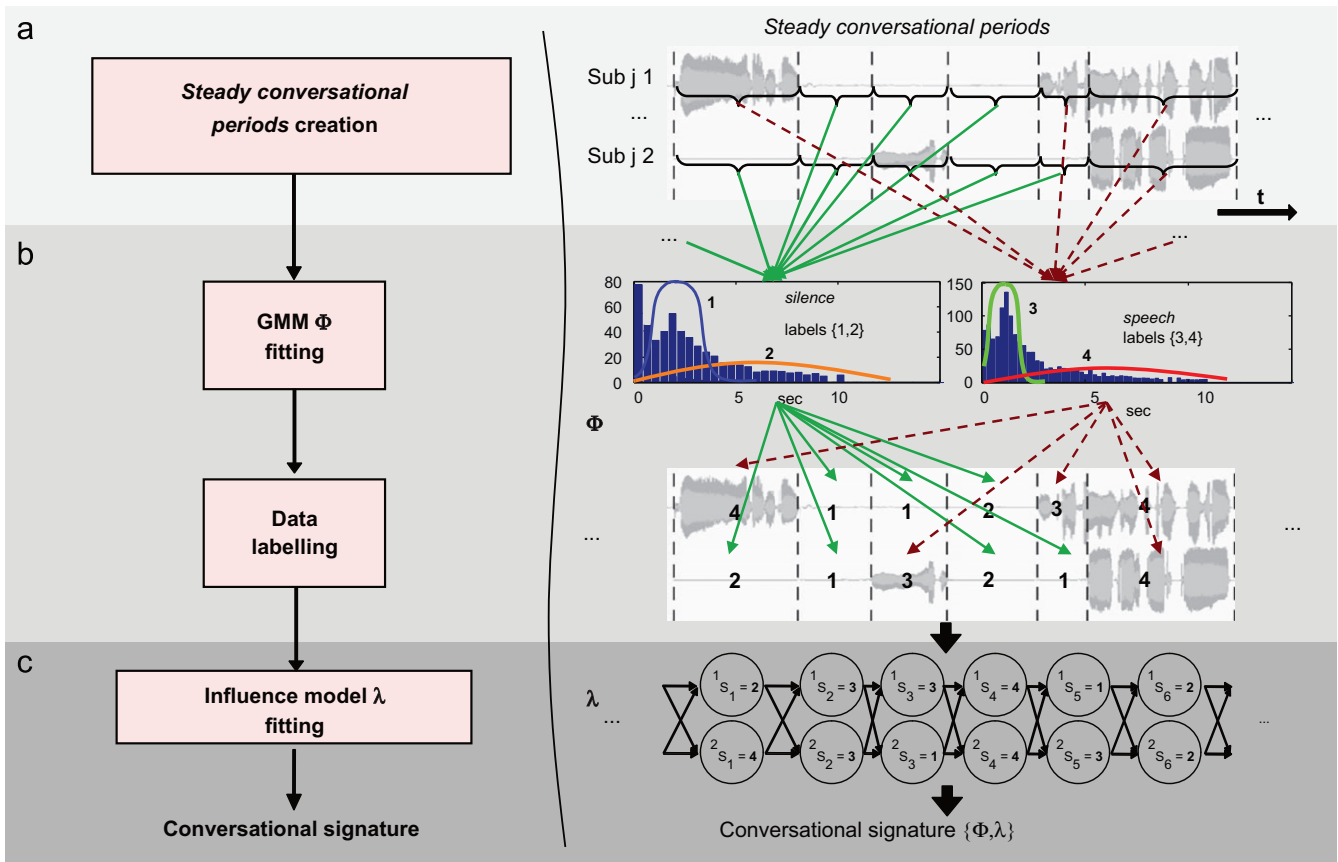 a
Steady conversational
periods creation
Steady conversational periods
Sub j 1
...
...
Sub j 2
t
b
GMM Φ
fitting
Data
labelling
...
...
80
60
40
20
0
0
5
10
sec
1
2
silence
labels {1,2}
150
100
50
0
0
5
10
sec
3
4
speech
labels {3,4}
Φ
...
4 1 1 2 3 4
2 1 3 2 1 4
...
c
Influence model λ
fitting
Conversational signature
λ
...
¹S₁ = 2 ¹S₂ = 3 ¹S₃ = 3 ¹S₄ = 4 ¹S₅ = 1 ¹S₆ = 2
²S₁ = 4 ²S₂ = 3 ²S₃ = 1 ²S₄ = 4 ²S₅ = 3 ²S₆ = 2
...
Conversational signature {Φ,λ}